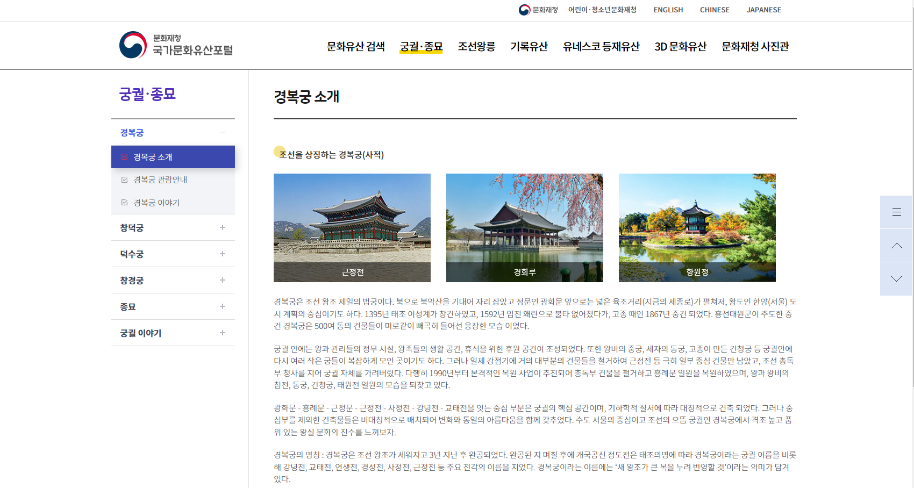 문화재청 어린이·청소년문화재청 ENGLISH CHINESE JAPANESE
문화재청
국가문화유산포털
문화유산 검색 궁궐·종묘 조선왕릉 기록유산 유네스코 등재유산 3D 문화유산 문화재청 사진관
궁궐·종묘
경복궁
경복궁 소개
경복궁 관람안내
경복궁 이야기
창덕궁
덕수궁
창경궁
종묘
궁궐 이야기
경복궁 소개
조선을 상징하는 경복궁(사적)
근정전 경회루 향원정
경복궁은 조선 왕조 제일의 법궁이다. 북으로 북악산을 기대어 자리 잡았고 정문인 광화문 앞으로는 넓은 육조거리(지금의 세종로)가 펼쳐져, 왕도인 한양(서울) 도
시 계획의 중심이기도 하다. 1395년 태조 이성계가 창건하였고, 1592년 임진 왜란으로 불타 없어졌다가, 고종 때인 1867년 중건 되었다. 흥선대원군이 주도한 중
건 경복궁은 500여 동의 건물들이 미로같이 빼곡히 들어선 웅장한 모습 이었다.
궁궐 안에는 왕과 관리들의 정무 시설, 왕족들의 생활 공간, 휴식을 위한 후원 공간이 조성되었다. 또한 왕비의 중궁, 세자의 동궁, 고종이 만든 건청궁 등 궁궐안에
다시 여러 작은 궁들이 복잡하게 모인 곳이기도 하다. 그러나 일제 강점기에 거의 대부분의 건물들을 철거하여 근정전 등 극히 일부 중심 건물만 남았고, 조선 총독
부 청사를 지어 궁궐 자체를 가려버렸다. 다행히 1990년부터 본격적인 복원 사업이 추진되어 총독부 건물을 철거하고 흥례문 일원을 복원하였으며, 왕과 왕비의
침전, 동궁, 건청궁, 태원전 일원의 모습을 되찾고 있다.
광화문 - 흥례문 - 근정문 - 근정전 - 사정전 - 강녕전 - 교태전을 잇는 중심 부분은 궁궐의 핵심 공간이며, 기하학적 질서에 따라 대칭적으로 건축 되었다. 그러나 중
심부를 제외한 건축물들은 비대칭적으로 배치되어 변화와 통일의 아름다움을 함께 갖추었다. 수도 서울의 중심이고 조선의 으뜸 궁궐인 경복궁에서 격조 높고 품
위 있는 왕실 문화의 진수를 느껴보자.
경복궁의 명칭 : 경복궁은 조선 왕조가 세워지고 3년 지난 후 완공되었다. 완공된 지 며칠 후에 개국공신 정도전은 태조의명에 따라 경복궁이라는 궁궐 이름을 비롯
해 강녕전, 교태전, 연생전, 경성전, 사정전, 근정전 등 주요 전각의 이름을 지었다. 경복궁이라는 이름에는 '새 왕조가 큰 복을 누려 번영할 것'이라는 의미가 담겨
있다.